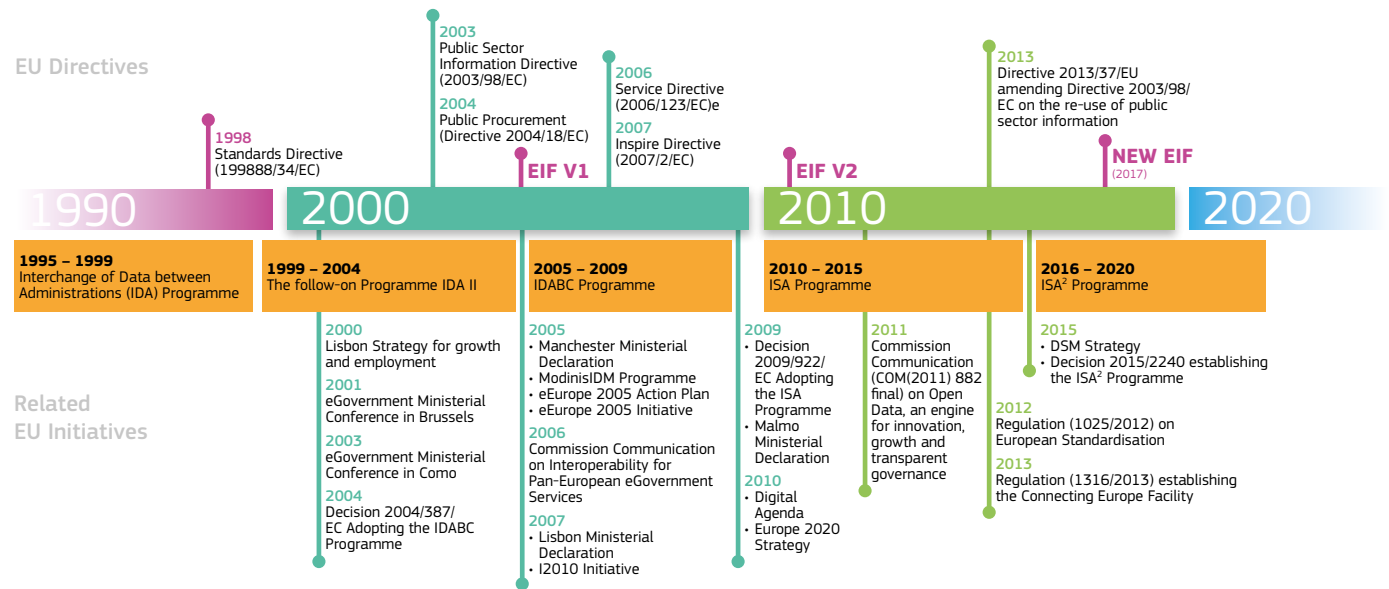 EU Directives
1998
Standards Directive
(199888/34/EC)
2003
Public Sector
Information Directive
(2003/98/EC)
2004
Public Procurement
(Directive 2004/18/EC)
EIF V1
2006
Service Directive
(2006/123/EC)e
2007
Inspire Directive
(2007/2/EC)
EIF V2
2013
Directive 2013/37/EU
amending Directive 2003/98/
EC on the re-use of public
sector information
NEW EIF
(2017)
1990
2000
2010
2020
1995 – 1999
Interchange of Data between
Administrations (IDA) Programme
1999 – 2004
The follow-on Programme IDA II
2005 – 2009
IDABC Programme
2010 – 2015
ISA Programme
2016 – 2020
ISA² Programme
Related
EU Initiatives
2000
Lisbon Strategy for growth
and employment
2001
eGovernment Ministerial
Conference in Brussels
2003
eGovernment Ministerial
Conference in Como
2004
Decision 2004/387/
EC Adopting the IDABC
Programme
2005
• Manchester Ministerial
Declaration
• ModinisIDM Programme
• eEurope 2005 Action Plan
• eEurope 2005 Initiative
2006
Commission Communication
on Interoperability for
Pan-European eGovernment
Services
2007
• Lisbon Ministerial
Declaration
• I2010 Initiative
2009
• Decision
2009/922/
EC Adopting
the ISA
Programme
• Malmo
Ministerial
Declaration
2010
• Digital
Agenda
• Europe 2020
Strategy
2011
Commission
Communication
(COM(2011) 882
final) on Open
Data, an engine
for innovation,
growth and
transparent
governance
2015
• DSM Strategy
• Decision 2015/2240 establishing
the ISA² Programme
2012
Regulation (1025/2012) on
European Standardisation
2013
Regulation (1316/2013) establishing
the Connecting Europe Facility